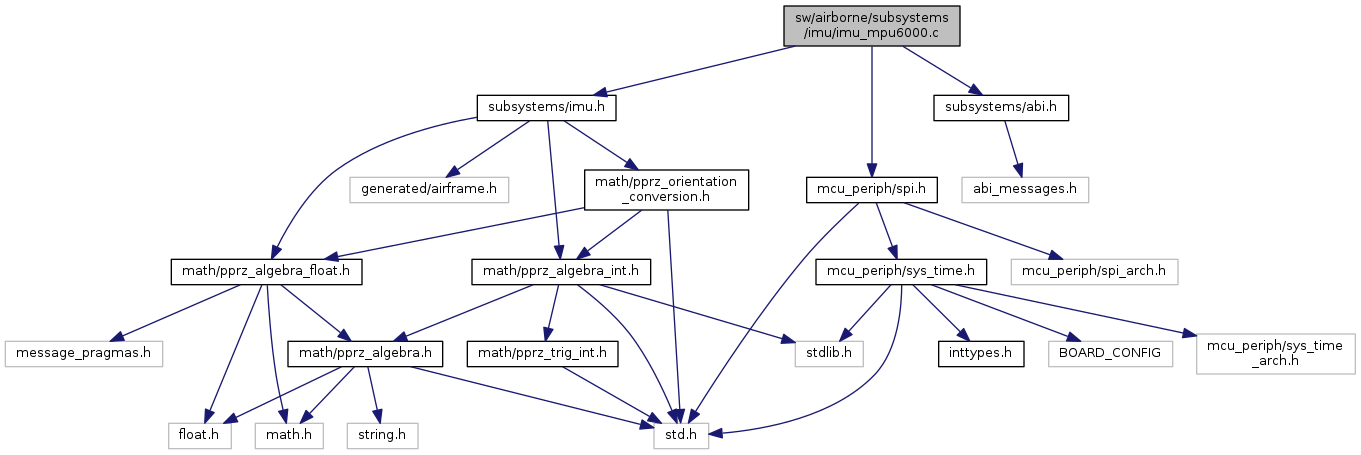 sw/airborne/subsystems
/imu/imu_mpu6000.c
subsystems/imu.h
subsystems/abi.h
generated/airframe.h
math/pprz_orientation
_conversion.h
mcu_periph/spi.h
abi_messages.h
math/pprz_algebra_float.h
math/pprz_algebra_int.h
mcu_periph/sys_time.h
mcu_periph/spi_arch.h
message_pragmas.h
math/pprz_algebra.h
math/pprz_trig_int.h
stdlib.h
inttypes.h
BOARD_CONFIG
mcu_periph/sys_time
_arch.h
float.h
math.h
string.h
std.h